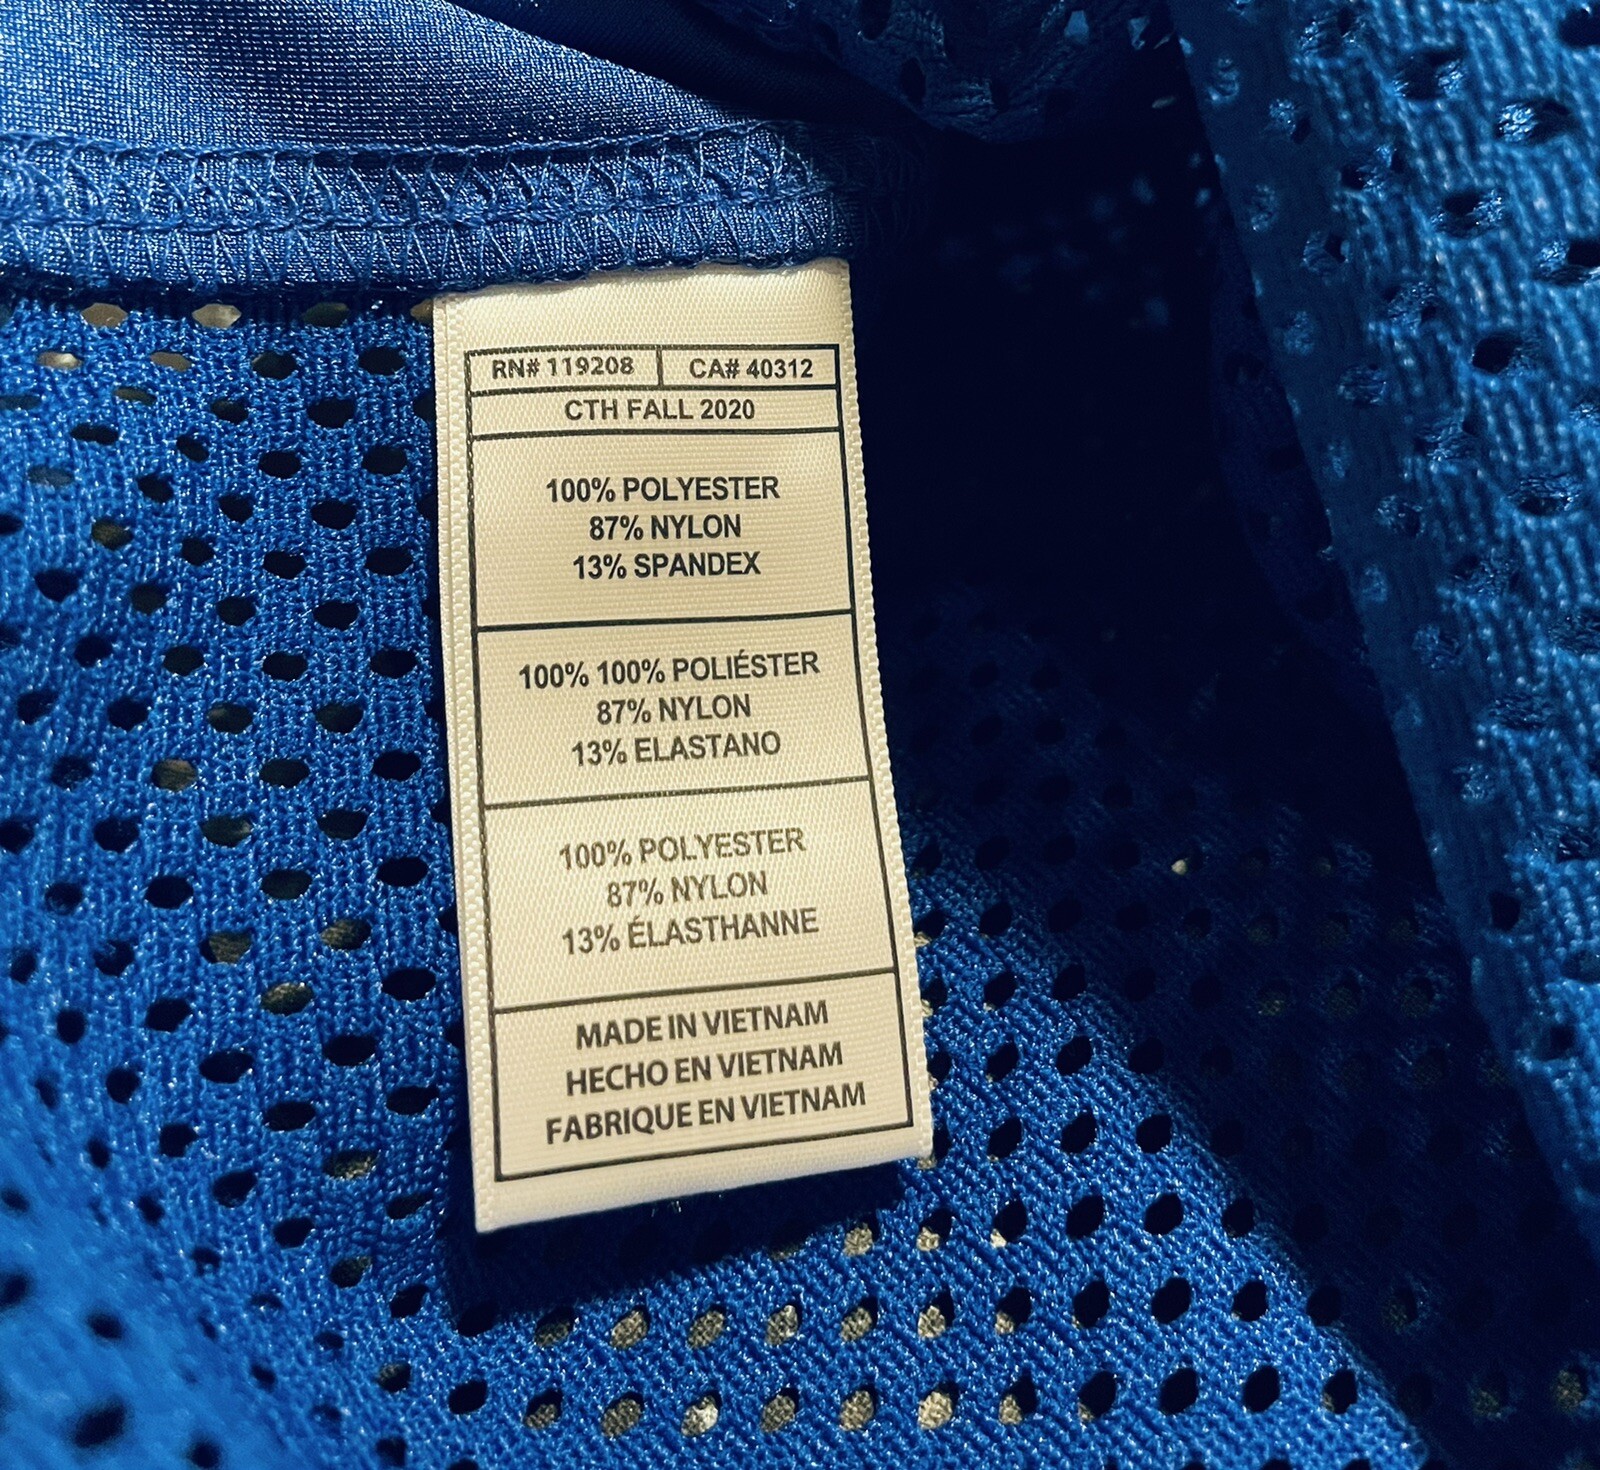 RN# 119208 CA# 40312
CTH FALL 2020
100% POLYESTER
87% NYLON
13% SPANDEX
100% 100% POLIÉSTER
87% NYLON
13% ELASTANO
100% POLYESTER
87% NYLON
13% ÉLASTHANNE
MADE IN VIETNAM
HECHO EN VIETNAM
FABRIQUE EN VIETNAM